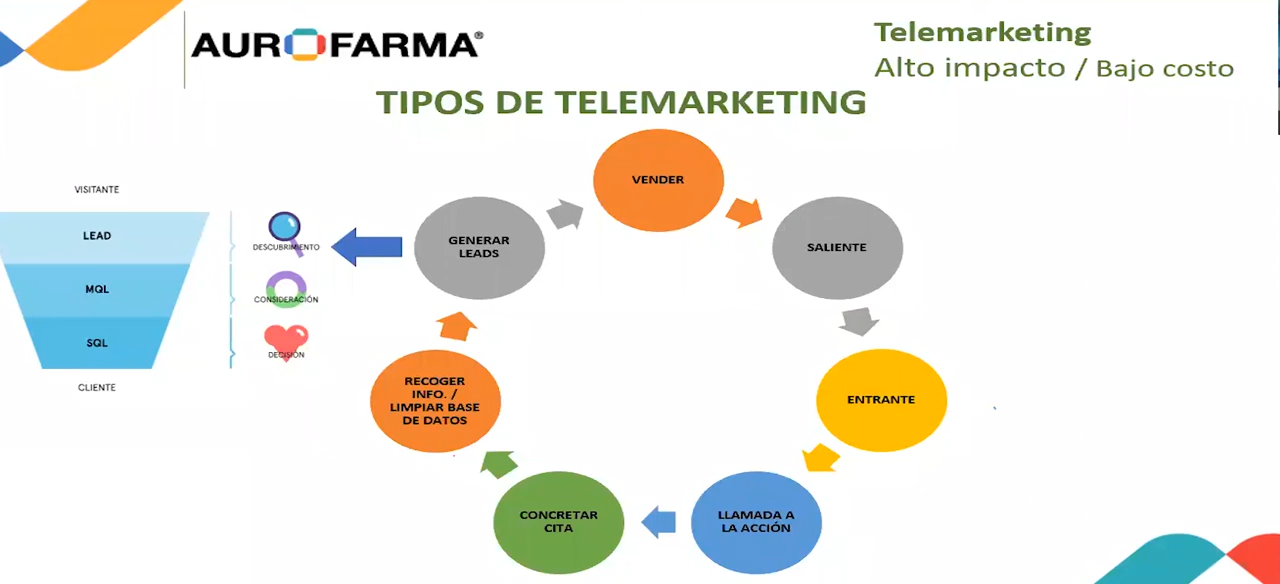 AUROFARMA®
Telemarketing
Alto impacto / Bajo costo
TIPOS DE TELEMARKETING
VISITANTE
LEAD
MQL
SQL
CLIENTE
DESCUBRIMIENTO
CONSIDERACIÓN
DECISIÓN
GENERAR
LEADS
VENDER
SALIENTE
ENTRANTE
LLAMADA A
LA ACCIÓN
CONCRETAR
CITA
RECOGER
INFO. /
LIMPIAR BASE
DE DATOS